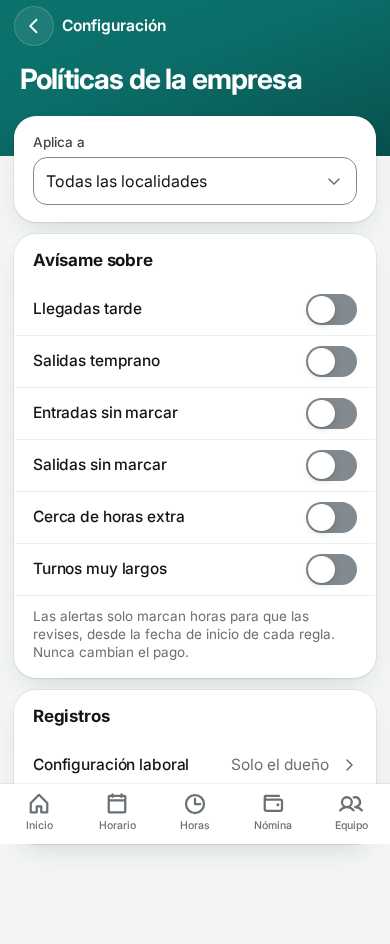 Configuración
Políticas de la empresa
Aplica a
Todas las localidades
Avísame sobre
Llegadas tarde
Salidas temprano
Entradas sin marcar
Salidas sin marcar
Cerca de horas extra
Turnos muy largos
Las alertas solo marcan horas para que las
revises, desde la fecha de inicio de cada regla.
Nunca cambian el pago.
Registros
Configuración laboral Solo el dueño
Inicio Horario Horas Nómina Equipo